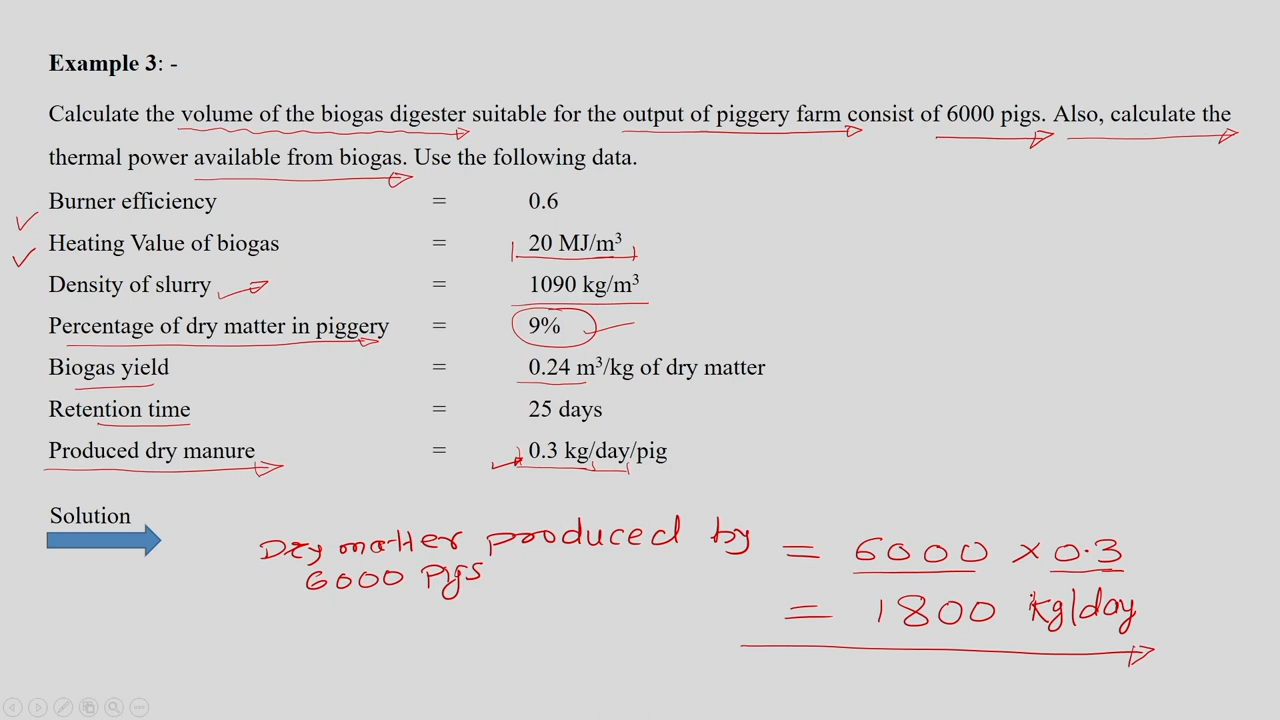 Example 3: -
Calculate the volume of the biogas digester suitable for the output of piggery farm consist of 6000 pigs. Also, calculate the
thermal power available from biogas. Use the following data.
Burner efficiency = 0.6
Heating Value of biogas = 20 MJ/m³
Density of slurry = 1090 kg/m³
Percentage of dry matter in piggery = 9%
Biogas yield = 0.24 m³/kg of dry matter
Retention time = 25 days
Produced dry manure = 0.3 kg/day/pig
Solution
Dry matter produced by = 6000 × 0.3
6000 Pigs
= 1800 kg/day